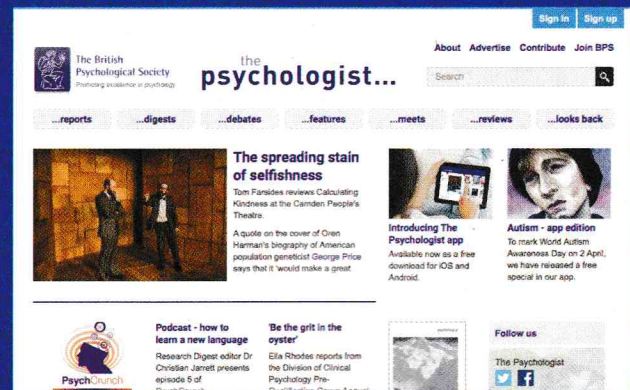 Sign in Sign up
The British
Psychological Society
Promoting excellence in psychology
the
psychologist...
About Advertise Contribute Join BPS
Search
...reports ...digests ...debates ...features ...meets ...reviews ...looks back
The spreading stain
of selfishness
Tom Farsides reviews Calculating
Kindness at the Camden People's
Theatre.
A quote on the cover of Oren
Harman's biography of American
population geneticist George Price
says that it 'would make a great
Introducing The
Psychologist app
Available now as a free
download for iOS and
Android.
Autism - app edition
To mark World Autism
Awareness Day on 2 April,
we have released a free
special in our app.
PsychCrunch
Podcast - how to
learn a new language
Research Digest editor Dr
Christian Jarrett presents
episode 5 of
'Be the grit in the
oyster'
Ella Rhodes reports from
the Division of Clinical
Psychology Pre-
Follow us
The Psychologist